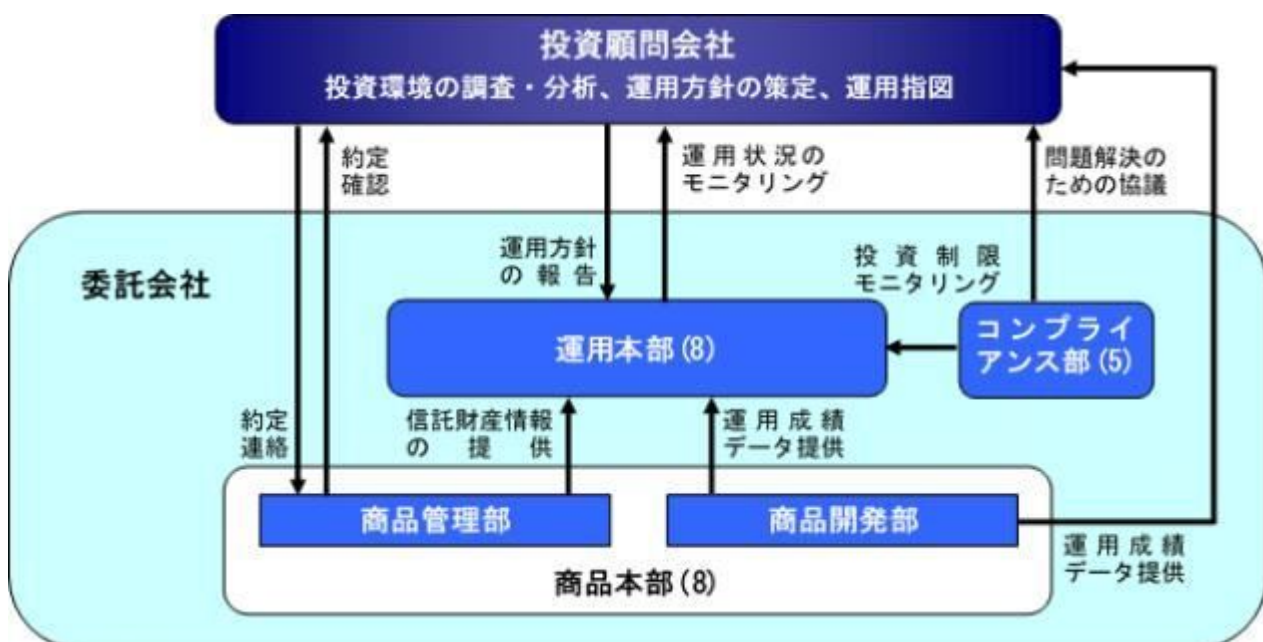 投資顧問会社
投資環境の調査・分析、運用方針の策定、運用指図
約定
確認
運用状況の
モニタリング
問題解決の
ための協議
運用方針
の報告
投資制限
モニタリング
委託会社
運用本部(8)
コンプライ
アンス部(5)
約定
連絡
信託財産情報
の提供
運用成績
データ提供
商品管理部
商品開発部
運用成績
データ提供
商品本部(8)